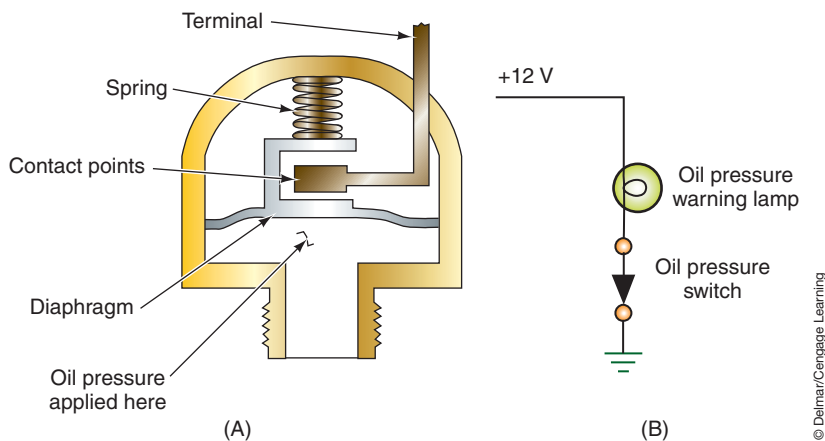 Terminal
Spring
Contact points
Diaphragm
Oil pressure
applied here
(A)
+12 V
Oil pressure
warning lamp
Oil pressure
switch
(B)
© Delmar/Cengage Learning